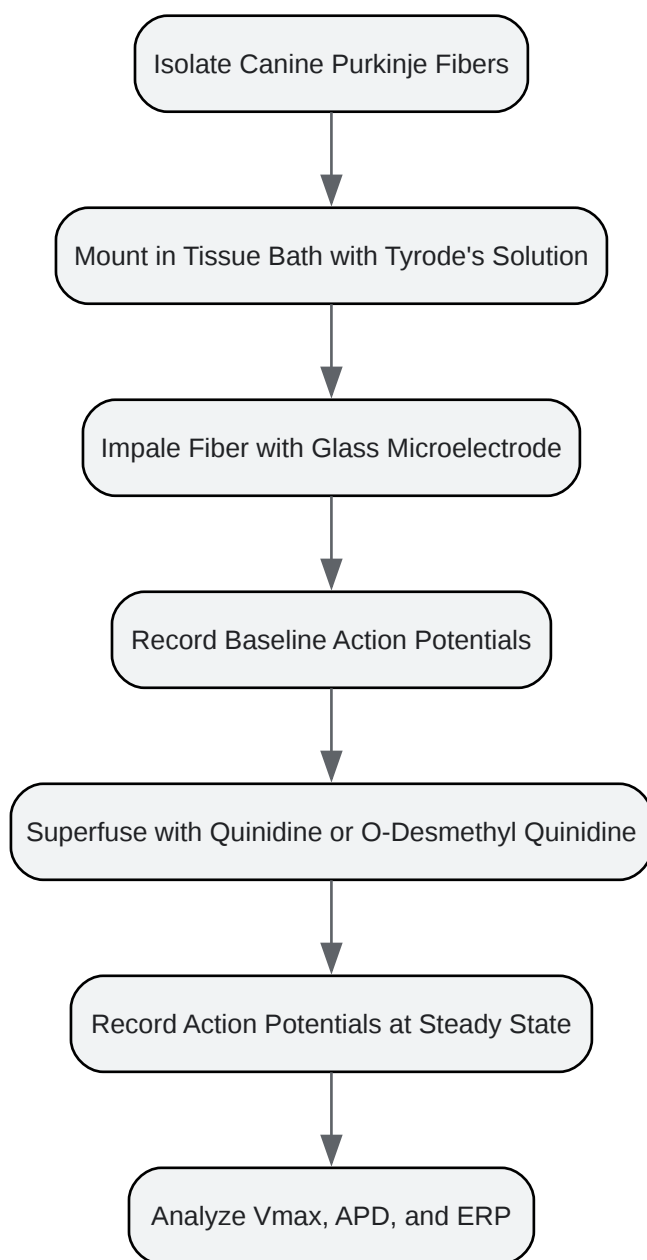 Isolate Canine Purkinje Fibers
Mount in Tissue Bath with Tyrode's Solution
Impale Fiber with Glass Microelectrode
Record Baseline Action Potentials
Superfuse with Quinidine or O-Desmethyl Quinidine
Record Action Potentials at Steady State
Analyze Vmax, APD, and ERP